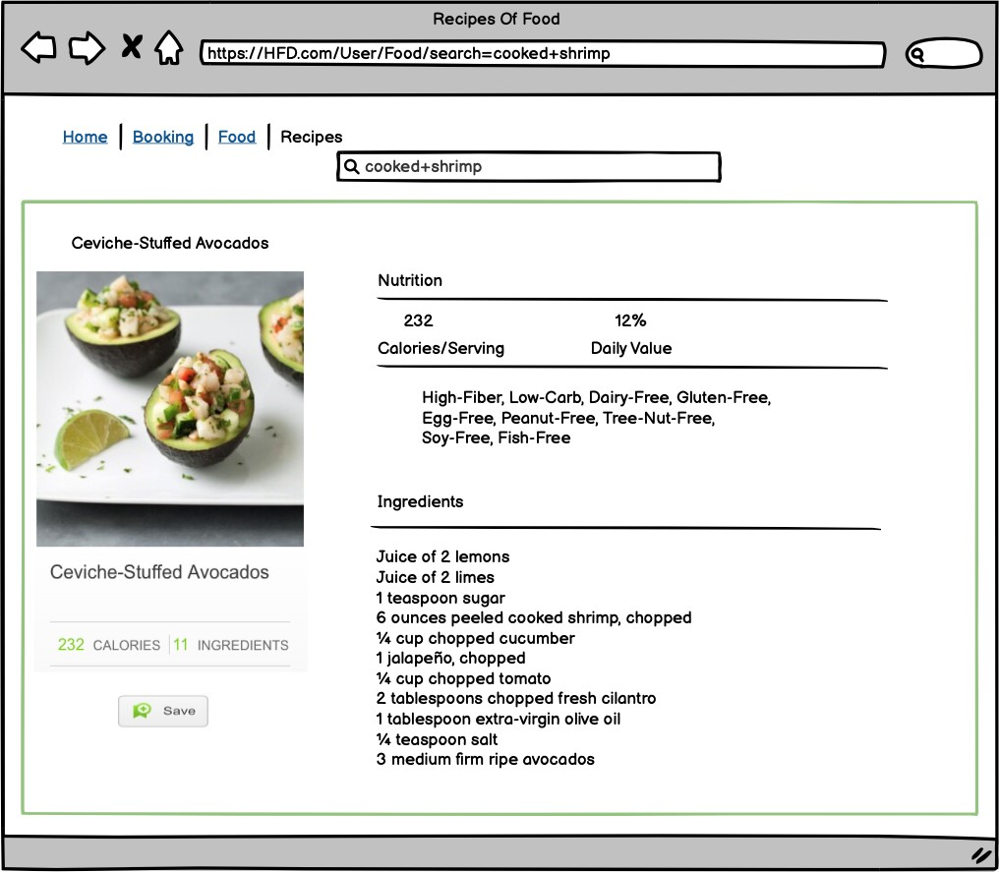 Recipes Of Food
https://HFD.com/User/Food/search=cooked+shrimp
Home Booking Food Recipes
cooked+shrimp
Ceviche-Stuffed Avocados
Nutrition
232 12%
Calories/Serving Daily Value
High-Fiber, Low-Carb, Dairy-Free, Gluten-Free,
Egg-Free, Peanut-Free, Tree-Nut-Free,
Soy-Free, Fish-Free
Ingredients
Juice of 2 lemons
Juice of 2 limes
1 teaspoon sugar
6 ounces peeled cooked shrimp, chopped
¼ cup chopped cucumber
1 jalapeño, chopped
¼ cup chopped tomato
2 tablespoons chopped fresh cilantro
1 tablespoon extra-virgin olive oil
¼ teaspoon salt
3 medium firm ripe avocados
Ceviche-Stuffed Avocados
232 CALORIES 11 INGREDIENTS
Save